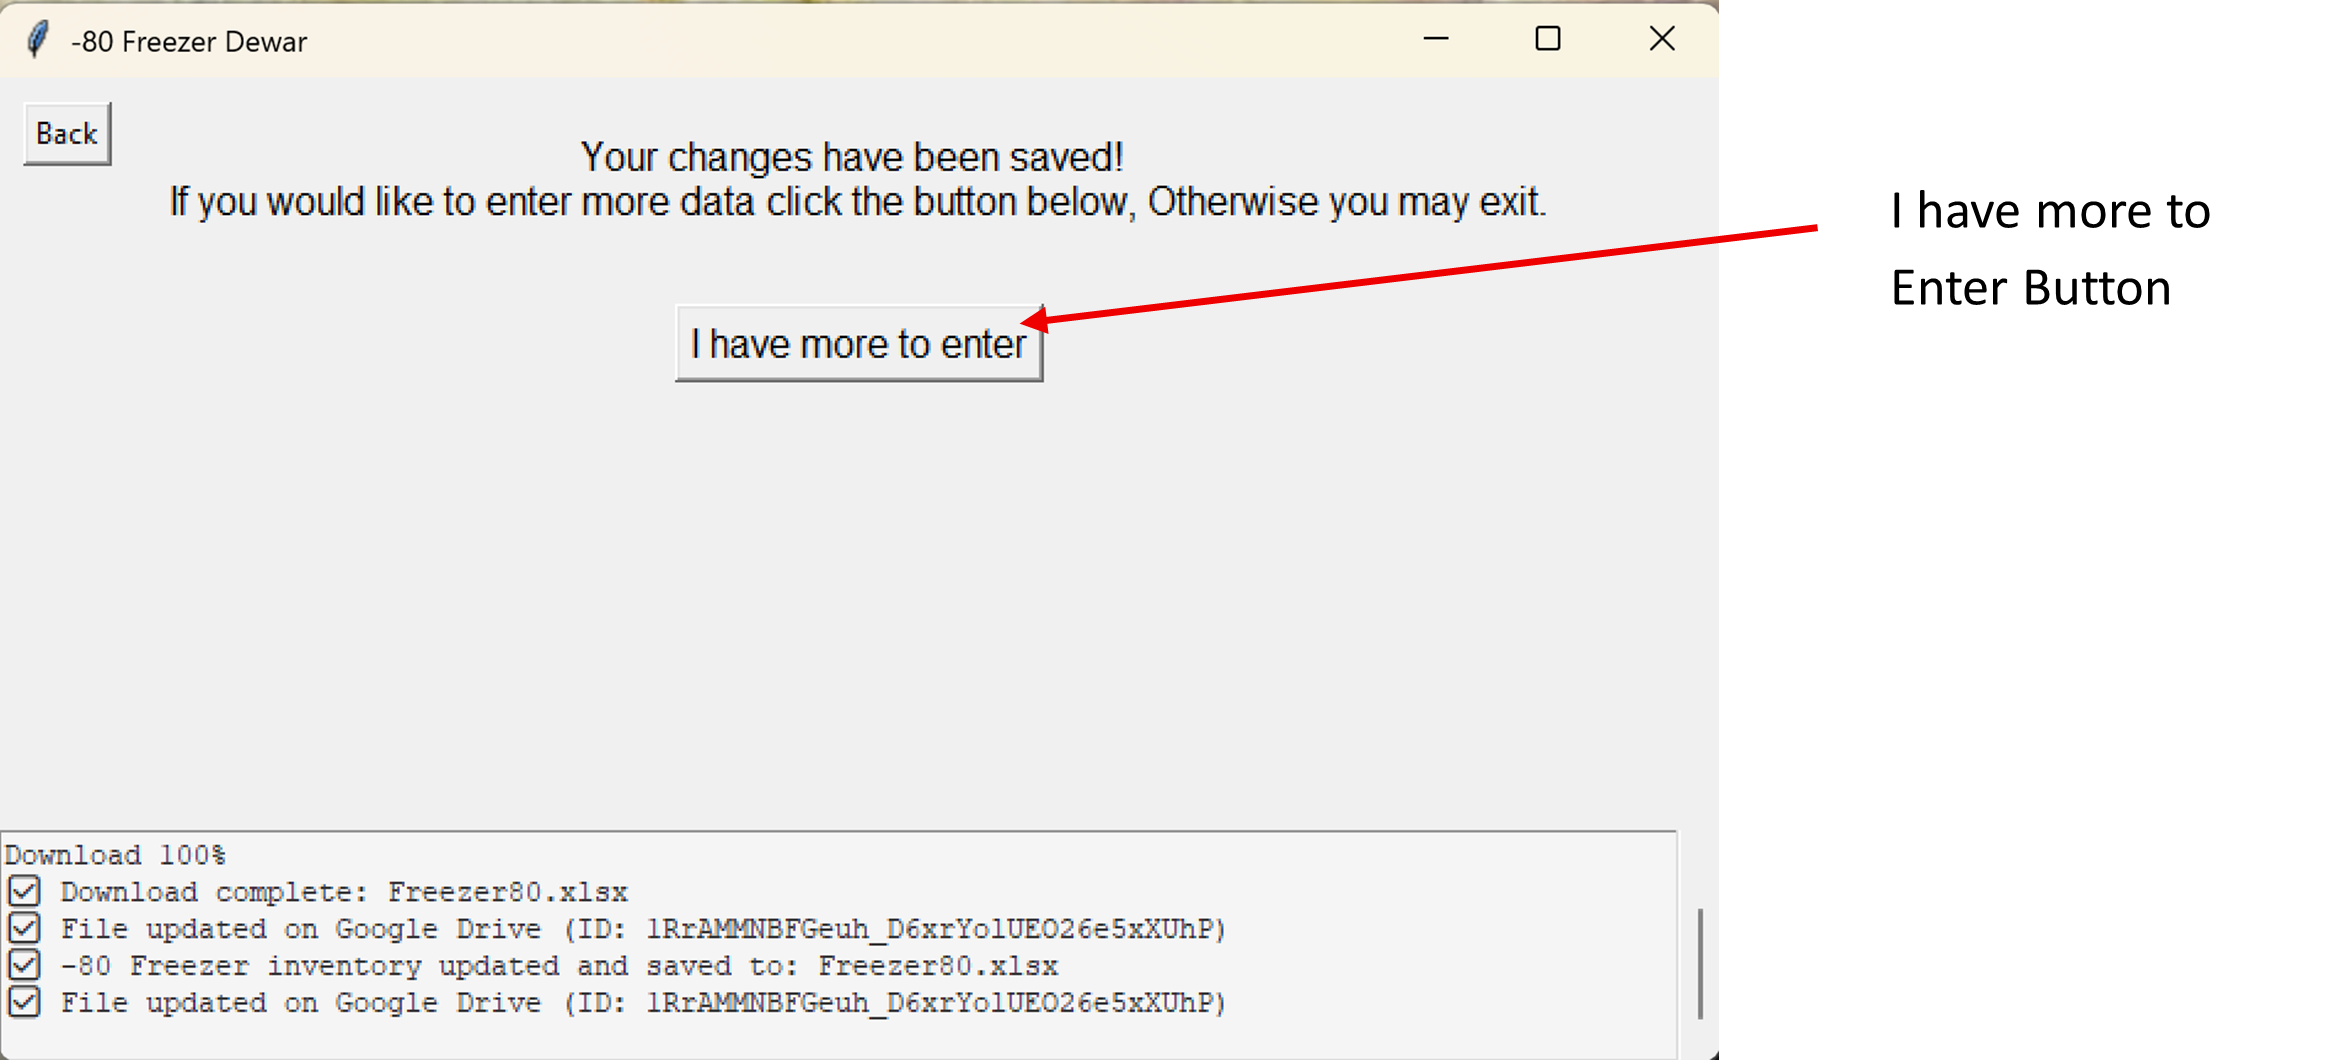 -80 Freezer Dewar
Back
Your changes have been saved!
If you would like to enter more data click the button below, Otherwise you may exit.
I have more to
Enter Button
I have more to enter
Download 100%
Download complete: Freezer80.xlsx
File updated on Google Drive (ID: 1RrAMMNBFGeuh_D6xrYolUEO26e5xXUhP)
-80 Freezer inventory updated and saved to: Freezer80.xlsx
File updated on Google Drive (ID: 1RrAMMNBFGeuh_D6xrYolUEO26e5xXUhP)